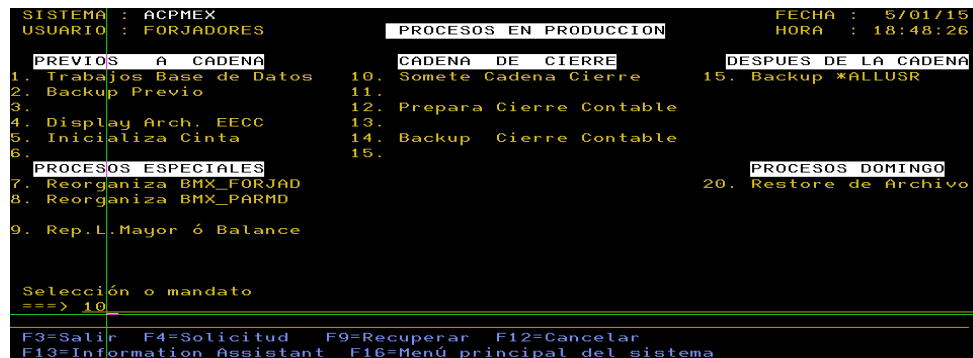 SISTEMA : ACPMEX FECHA : 5/01/15
USUARIO : FORJADORES PROCESOS EN PRODUCCION HORA : 18:48:26
PREVIOS A CADENA CADENA DE CIERRE DESPUES DE LA CADENA
1. Trabajos Base de Datos 10. Somete Cadena Cierre 15. Backup *ALLUSR
2. Backup Previo 11.
3. 12. Prepara Cierre Contable
4. Display Arch. EECC 13.
5. Inicializa Cinta 14. Backup Cierre Contable
6. 15.
PROCESOS ESPECIALES PROCESOS DOMINGO
7. Reorganiza BMX_FORJAD 20. Restore de Archivo
8. Reorganiza BMX_PARMD
9. Rep.L.Mayor ó Balance
Selección o mandato
===> 10
F3=Salir F4=Solicitud F9=Recuperar F12=Cancelar
F13=Information Assistant F16=Menú principal del sistema